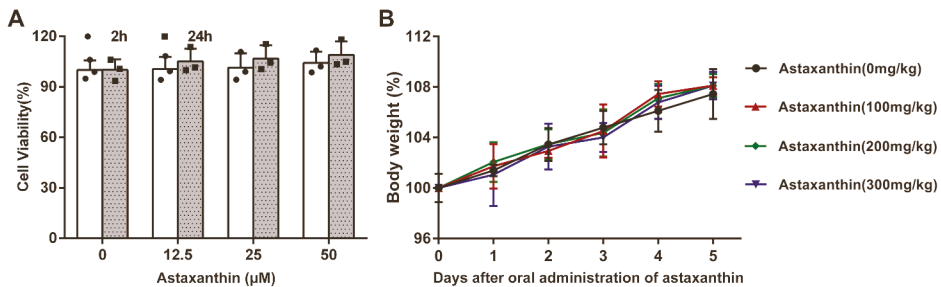 A
2h
24h
120
90
60
30
0
Cell Viability(%)
0
12.5
25
50
Astaxanthin (μM)
B
112
108
104
100
96
Body weight (%)
0
1
2
3
4
5
Days after oral administration of astaxanthin
Astaxanthin(0mg/kg)
Astaxanthin(100mg/kg)
Astaxanthin(200mg/kg)
Astaxanthin(300mg/kg)